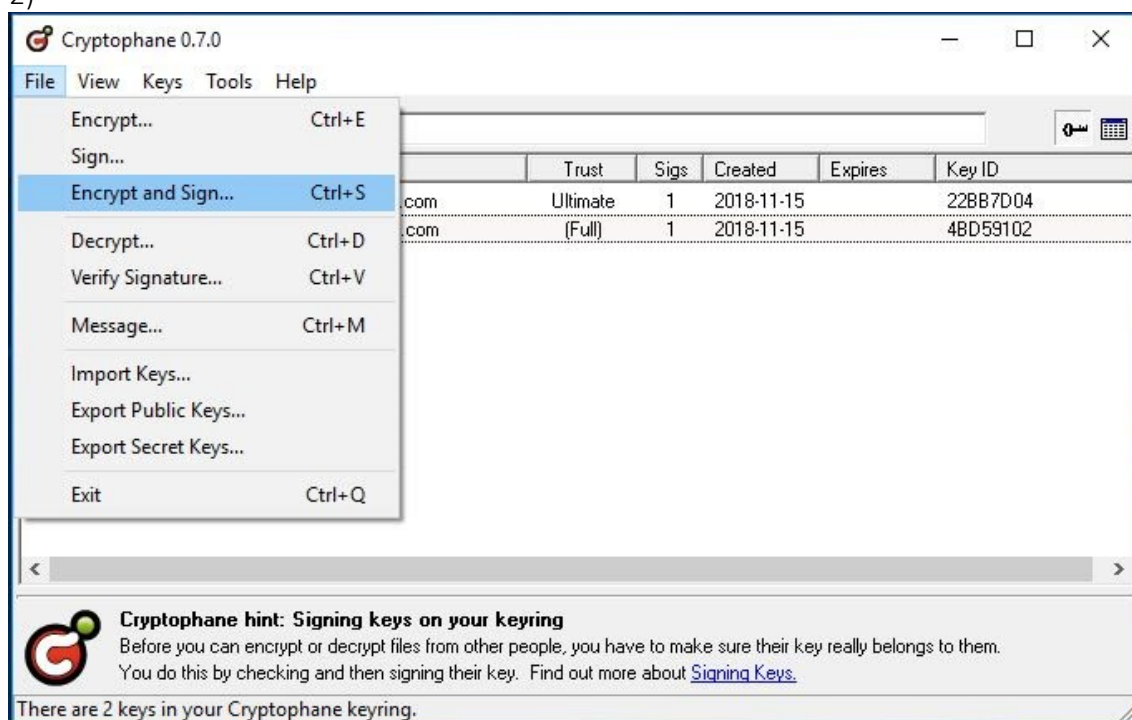 2)
Cryptophane 0.7.0
File View Keys Tools Help
Encrypt... Ctrl+E
Sign...
Trust Sigs Created Expires Key ID
Encrypt and Sign... Ctrl+S
.com Ultimate 1 2018-11-15 22BB7D04
.com (Full) 1 2018-11-15 4BD59102
Decrypt... Ctrl+D
Verify Signature... Ctrl+V
Message... Ctrl+M
Import Keys...
Export Public Keys...
Export Secret Keys...
Exit Ctrl+Q
Cryptophane hint: Signing keys on your keyring
Before you can encrypt or decrypt files from other people, you have to make sure their key really belongs to them.
You do this by checking and then signing their key. Find out more about Signing Keys.
There are 2 keys in your Cryptophane keyring.